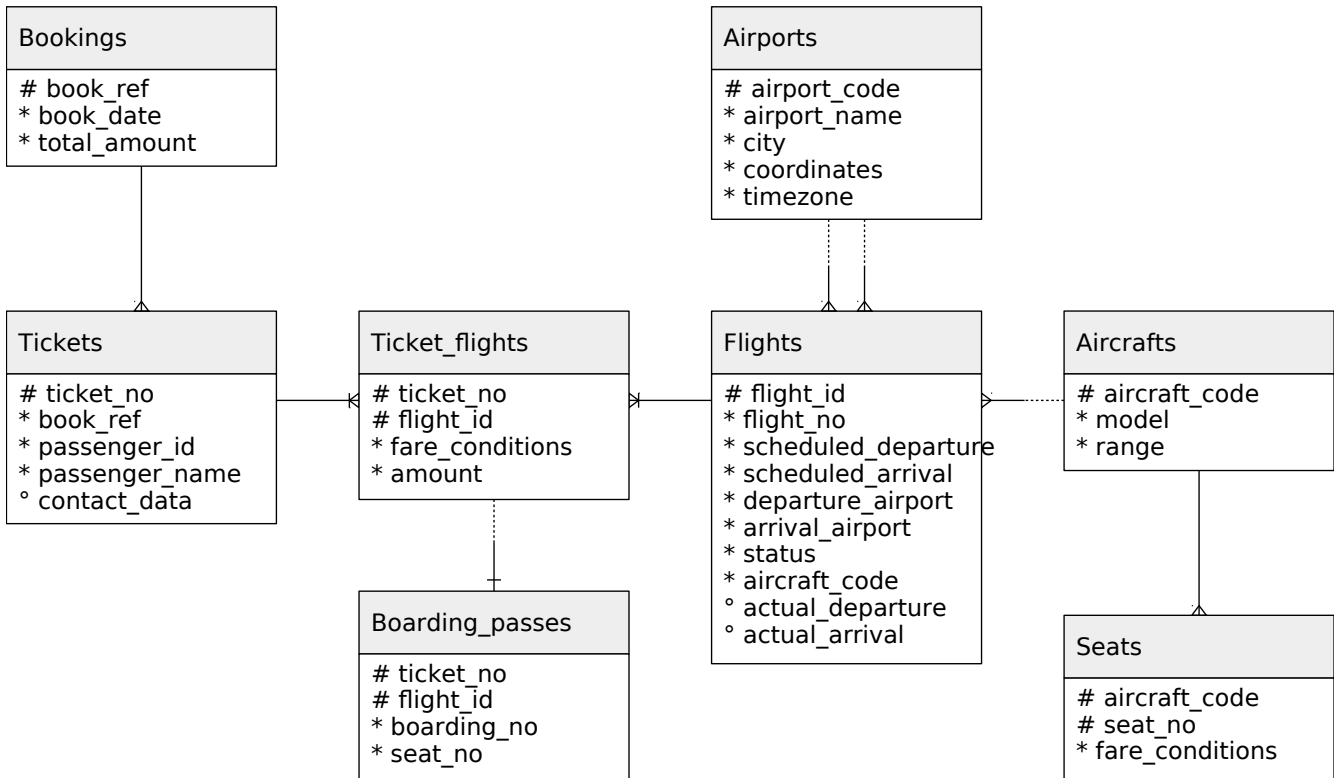 Bookings
# book_ref
* book_date
* total_amount
Airports
# airport_code
* airport_name
* city
* coordinates
* timezone
Tickets
# ticket_no
* book_ref
* passenger_id
* passenger_name
° contact_data
Ticket_flights
# ticket_no
# flight_id
* fare_conditions
* amount
Flights
# flight_id
* flight_no
* scheduled_departure
* scheduled_arrival
* departure_airport
* arrival_airport
* status
* aircraft_code
° actual_departure
° actual_arrival
Aircrafts
# aircraft_code
* model
* range
Boarding_passes
# ticket_no
# flight_id
* boarding_no
* seat_no
Seats
# aircraft_code
# seat_no
* fare_conditions